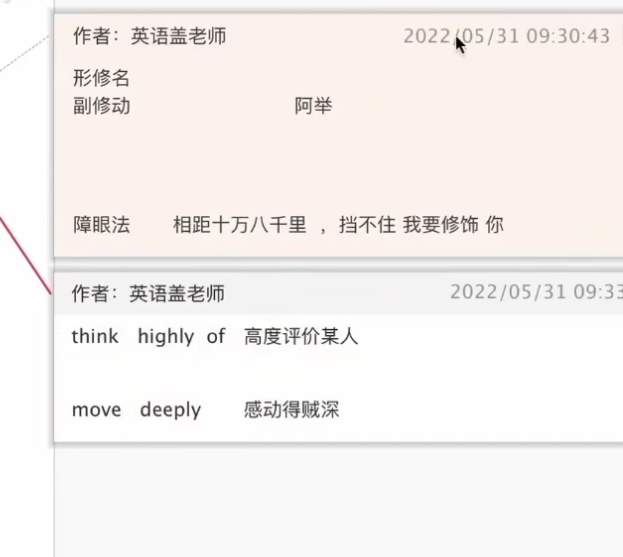 作者：英语盖老师 2022/05/31 09:30:43
形修名
副修动 阿举
障眼法 相距十万八千里 ，挡不住 我要修饰 你
作者：英语盖老师 2022/05/31 09:33
think highly of 高度评价某人
move deeply 感动得贼深